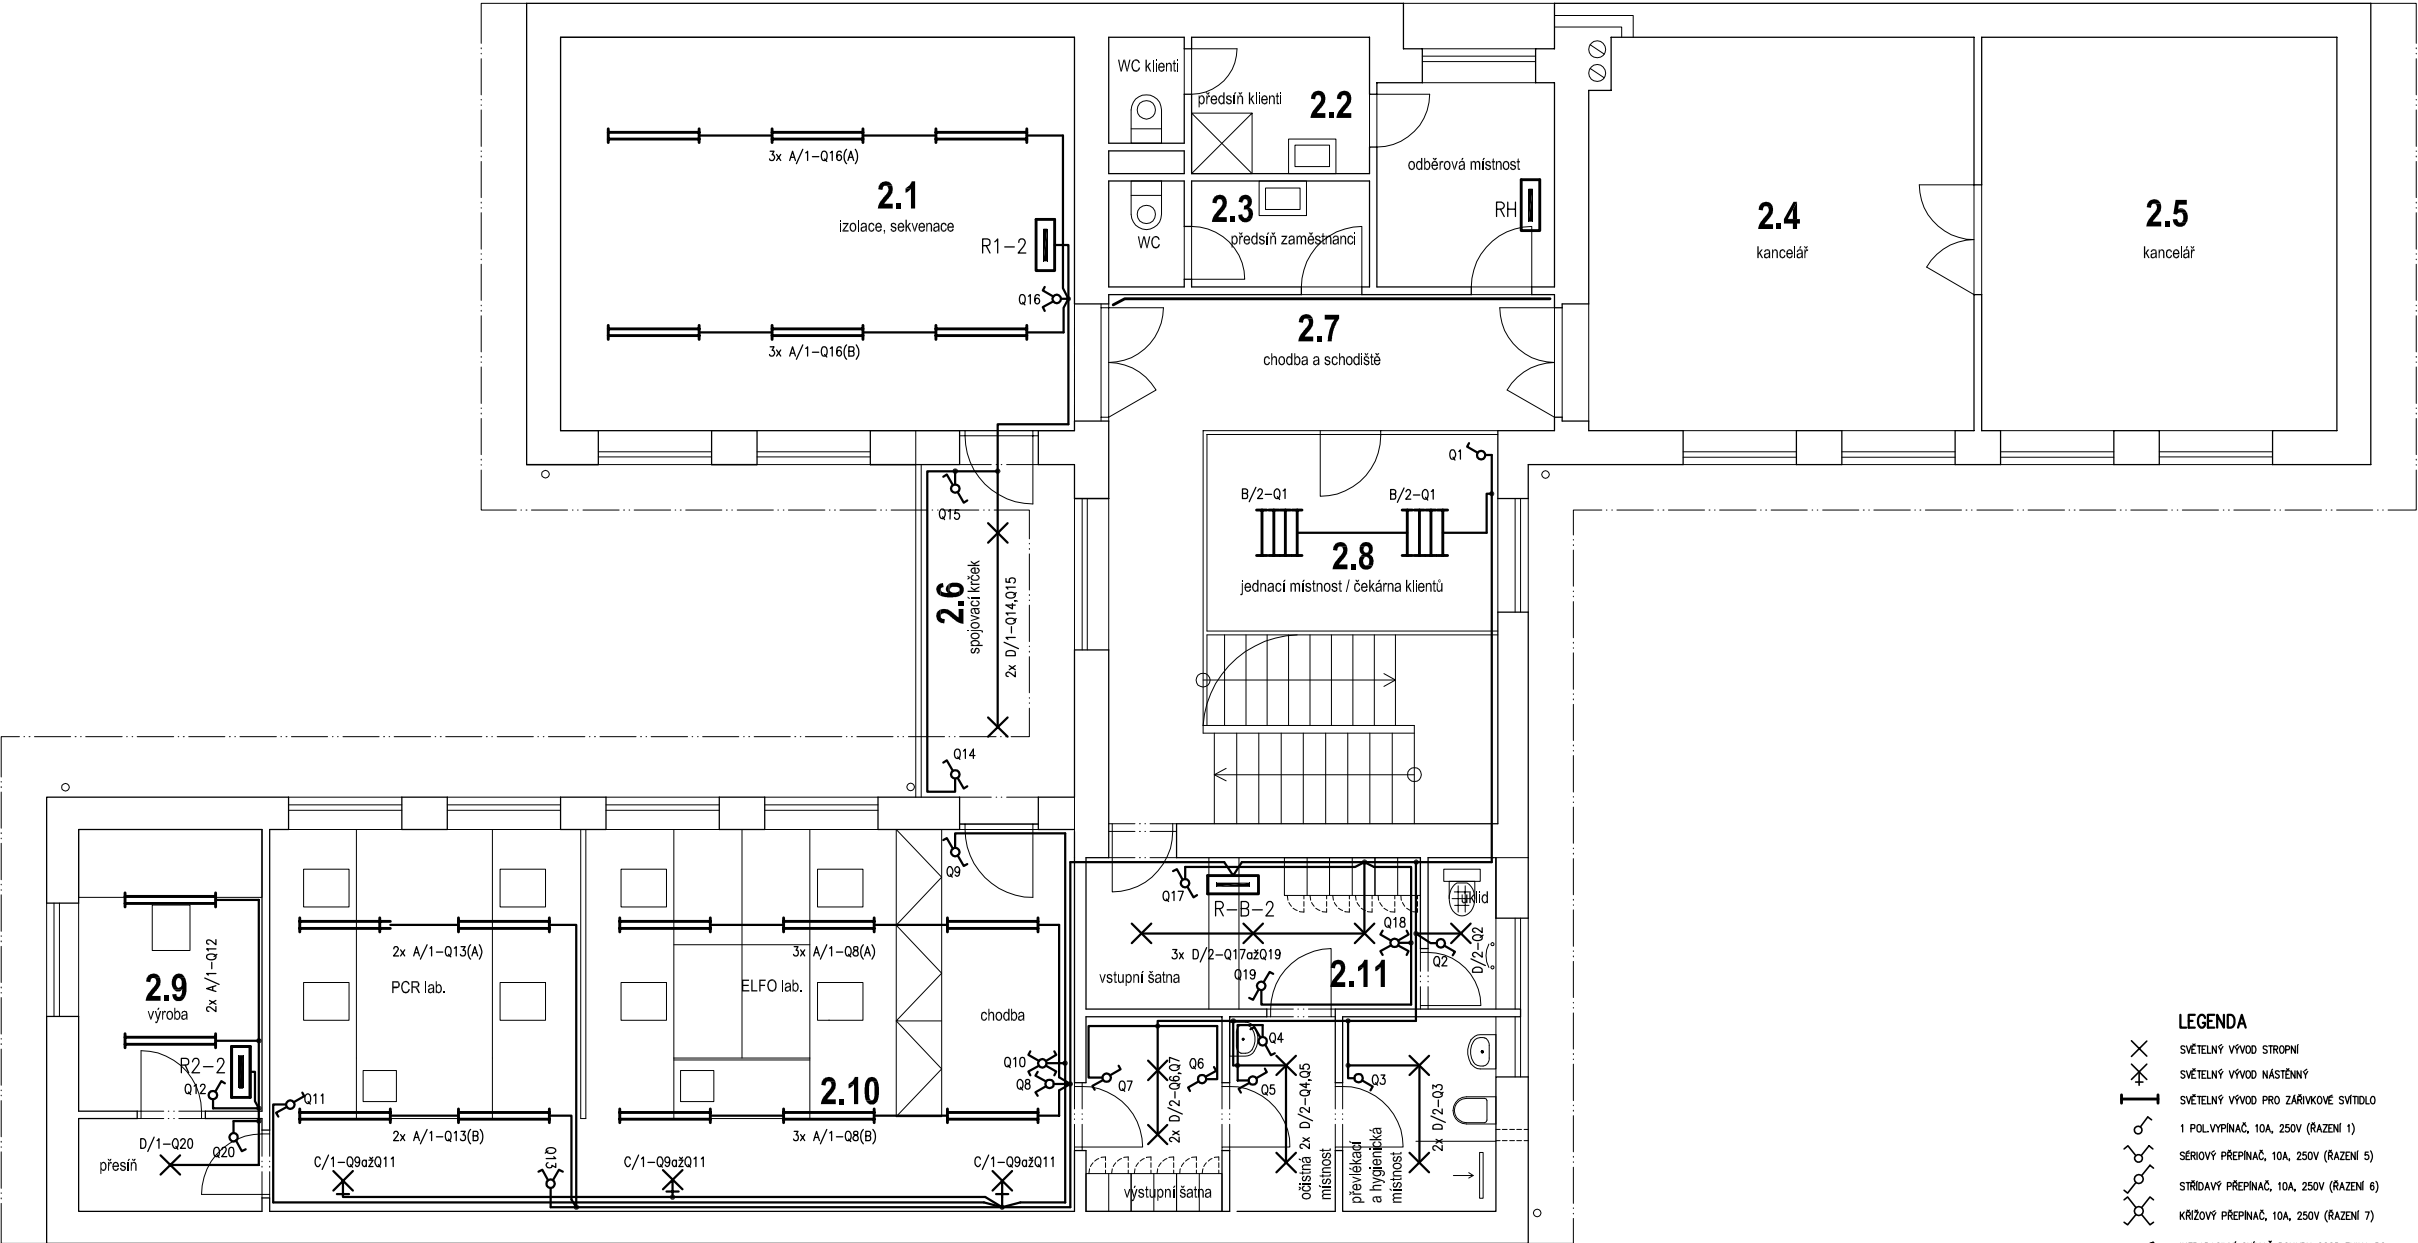 WC klienti
předsíň klienti
2.2
odběrová místnost
RH
3x A/1-Q16(A)
2.1
izolace, sekvenace
R1-2
Q16
3x A/1-Q16(B)
WC
2.3
předsíň zaměstnanci
2.4
kancelář
2.5
kancelář
2.7
chodba a schodiště
Q1
B/2-Q1
B/2-Q1
2.8
jednací místnost / čekárna klientů
Q15
2.6
spojovací krček
2x D/1-Q14,Q15
Q14
Q9
Q17
R-B-2
úklid
Q18
3x D/2-Q17ažQ19
Q2
D/2-Q2
Q19
2.11
vstupní šatna
2x A/1-Q12
2.9
výroba
2x A/1-Q13(A)
PCR lab.
3x A/1-Q8(A)
ELFO lab.
chodba
R2-2
Q12
Q11
Q10
Q8
2.10
2x A/1-Q13(B)
3x A/1-Q8(B)
D/1-Q20
Q20
přesíň
C/1-Q9ažQ11
Q13
C/1-Q9ažQ11
C/1-Q9ažQ11
Q7
Q6
2x D/2-Q6,Q7
výstupní šatna
Q4
Q5
2x D/2-Q4,Q5
očistná
místnost
Q3
2x D/2-Q3
převlékací
a hygienická
místnost
LEGENDA
SVĚTELNÝ VÝVOD STROPNÍ
SVĚTELNÝ VÝVOD NÁSTĚNNÝ
SVĚTELNÝ VÝVOD PRO ZÁŘIVKOVÉ SVÍTIDLO
1 POL.VYPÍNAČ, 10A, 250V (ŘAZENÍ 1)
SÉRIOVÝ PŘEPÍNAČ, 10A, 250V (ŘAZENÍ 5)
STŘÍDAVÝ PŘEPÍNAČ, 10A, 250V (ŘAZENÍ 6)
KŘÍŽOVÝ PŘEPÍNAČ, 10A, 250V (ŘAZENÍ 7)